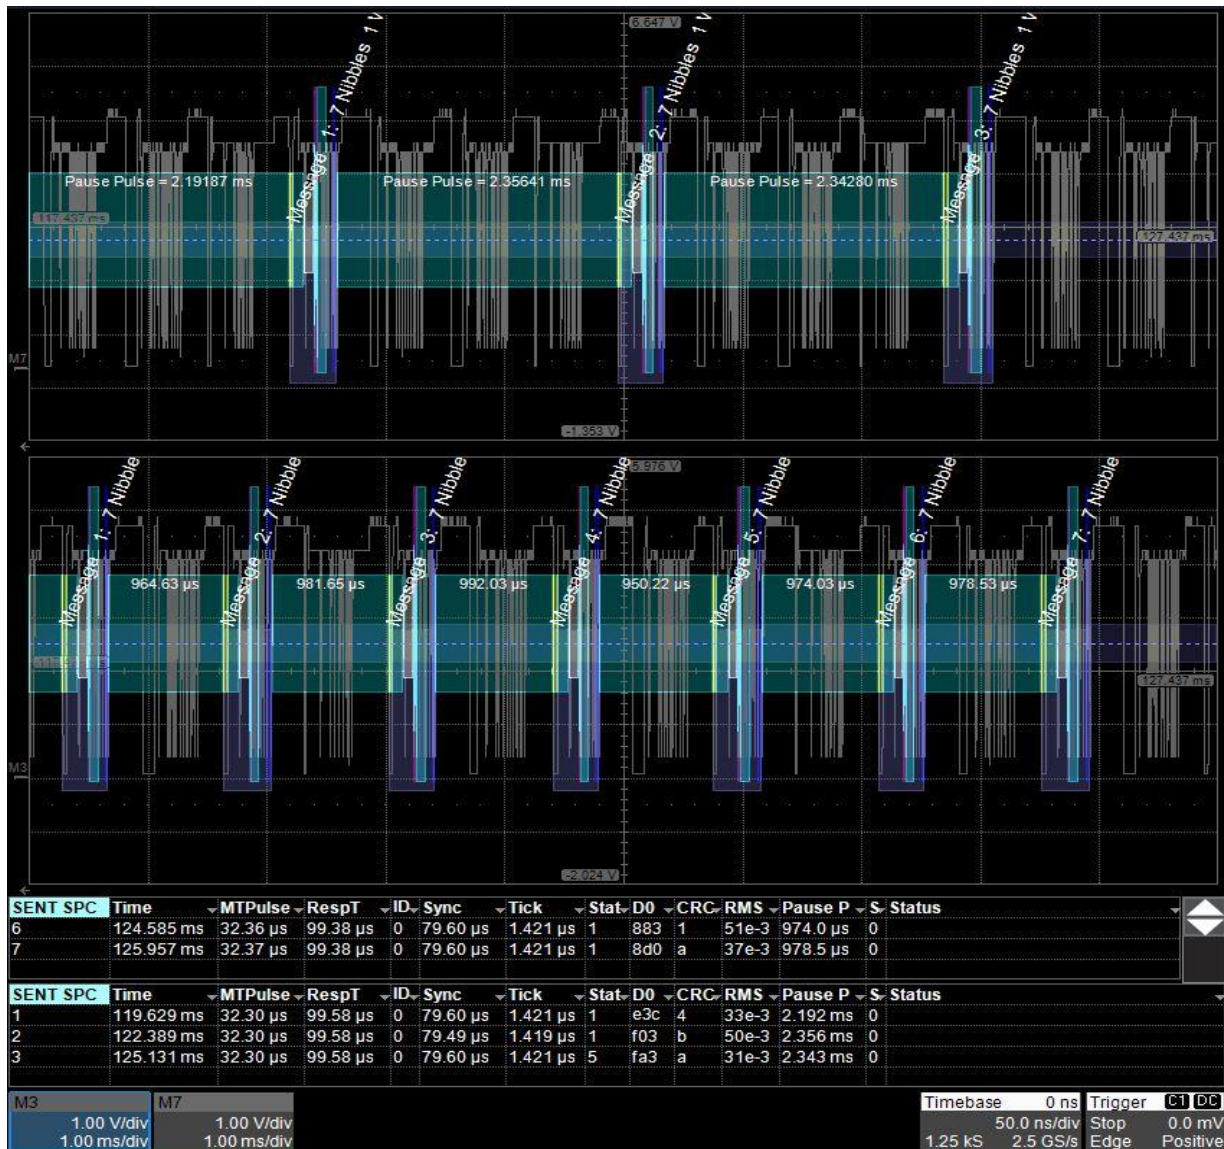 6.647 V
Message 1: 7 Nibbles 1 V
Message 2: 7 Nibbles 1 V
Message 3: 7 Nibbles 1 V
Pause Pulse = 2.19187 ms Pause Pulse = 2.35641 ms Pause Pulse = 2.34280 ms
117.437 ms 127.437 ms
M7
-1.353 V
5.976 V
Message 1: 7 Nibble
Message 2: 7 Nibble
Message 3: 7 Nibble
Message 4: 7 Nibble
Message 5: 7 Nibble
Message 6: 7 Nibble
Message 7: 7 Nibble
964.63 µs 981.65 µs 992.03 µs 950.22 µs 974.03 µs 978.53 µs
127.437 ms
M3
-2.024 V
SENT SPC Time MTPulse RespT ID Sync Tick Stat D0 CRC RMS Pause P S Status
6 124.585 ms 32.36 µs 99.38 µs 0 79.60 µs 1.421 µs 1 883 1 51e-3 974.0 µs 0
7 125.957 ms 32.37 µs 99.38 µs 0 79.60 µs 1.421 µs 1 8d0 a 37e-3 978.5 µs 0
SENT SPC Time MTPulse RespT ID Sync Tick Stat D0 CRC RMS Pause P S Status
1 119.629 ms 32.30 µs 99.58 µs 0 79.60 µs 1.421 µs 1 e3c 4 33e-3 2.192 ms 0
2 122.389 ms 32.30 µs 99.58 µs 0 79.49 µs 1.419 µs 1 f03 b 50e-3 2.356 ms 0
3 125.131 ms 32.30 µs 99.58 µs 0 79.60 µs 1.421 µs 5 fa3 a 31e-3 2.343 ms 0
M3 M7 Timebase 0 ns Trigger C1 DC
1.00 V/div 1.00 V/div 50.0 ns/div Stop 0.0 mV
1.00 ms/div 1.00 ms/div 1.25 kS 2.5 GS/s Edge Positive